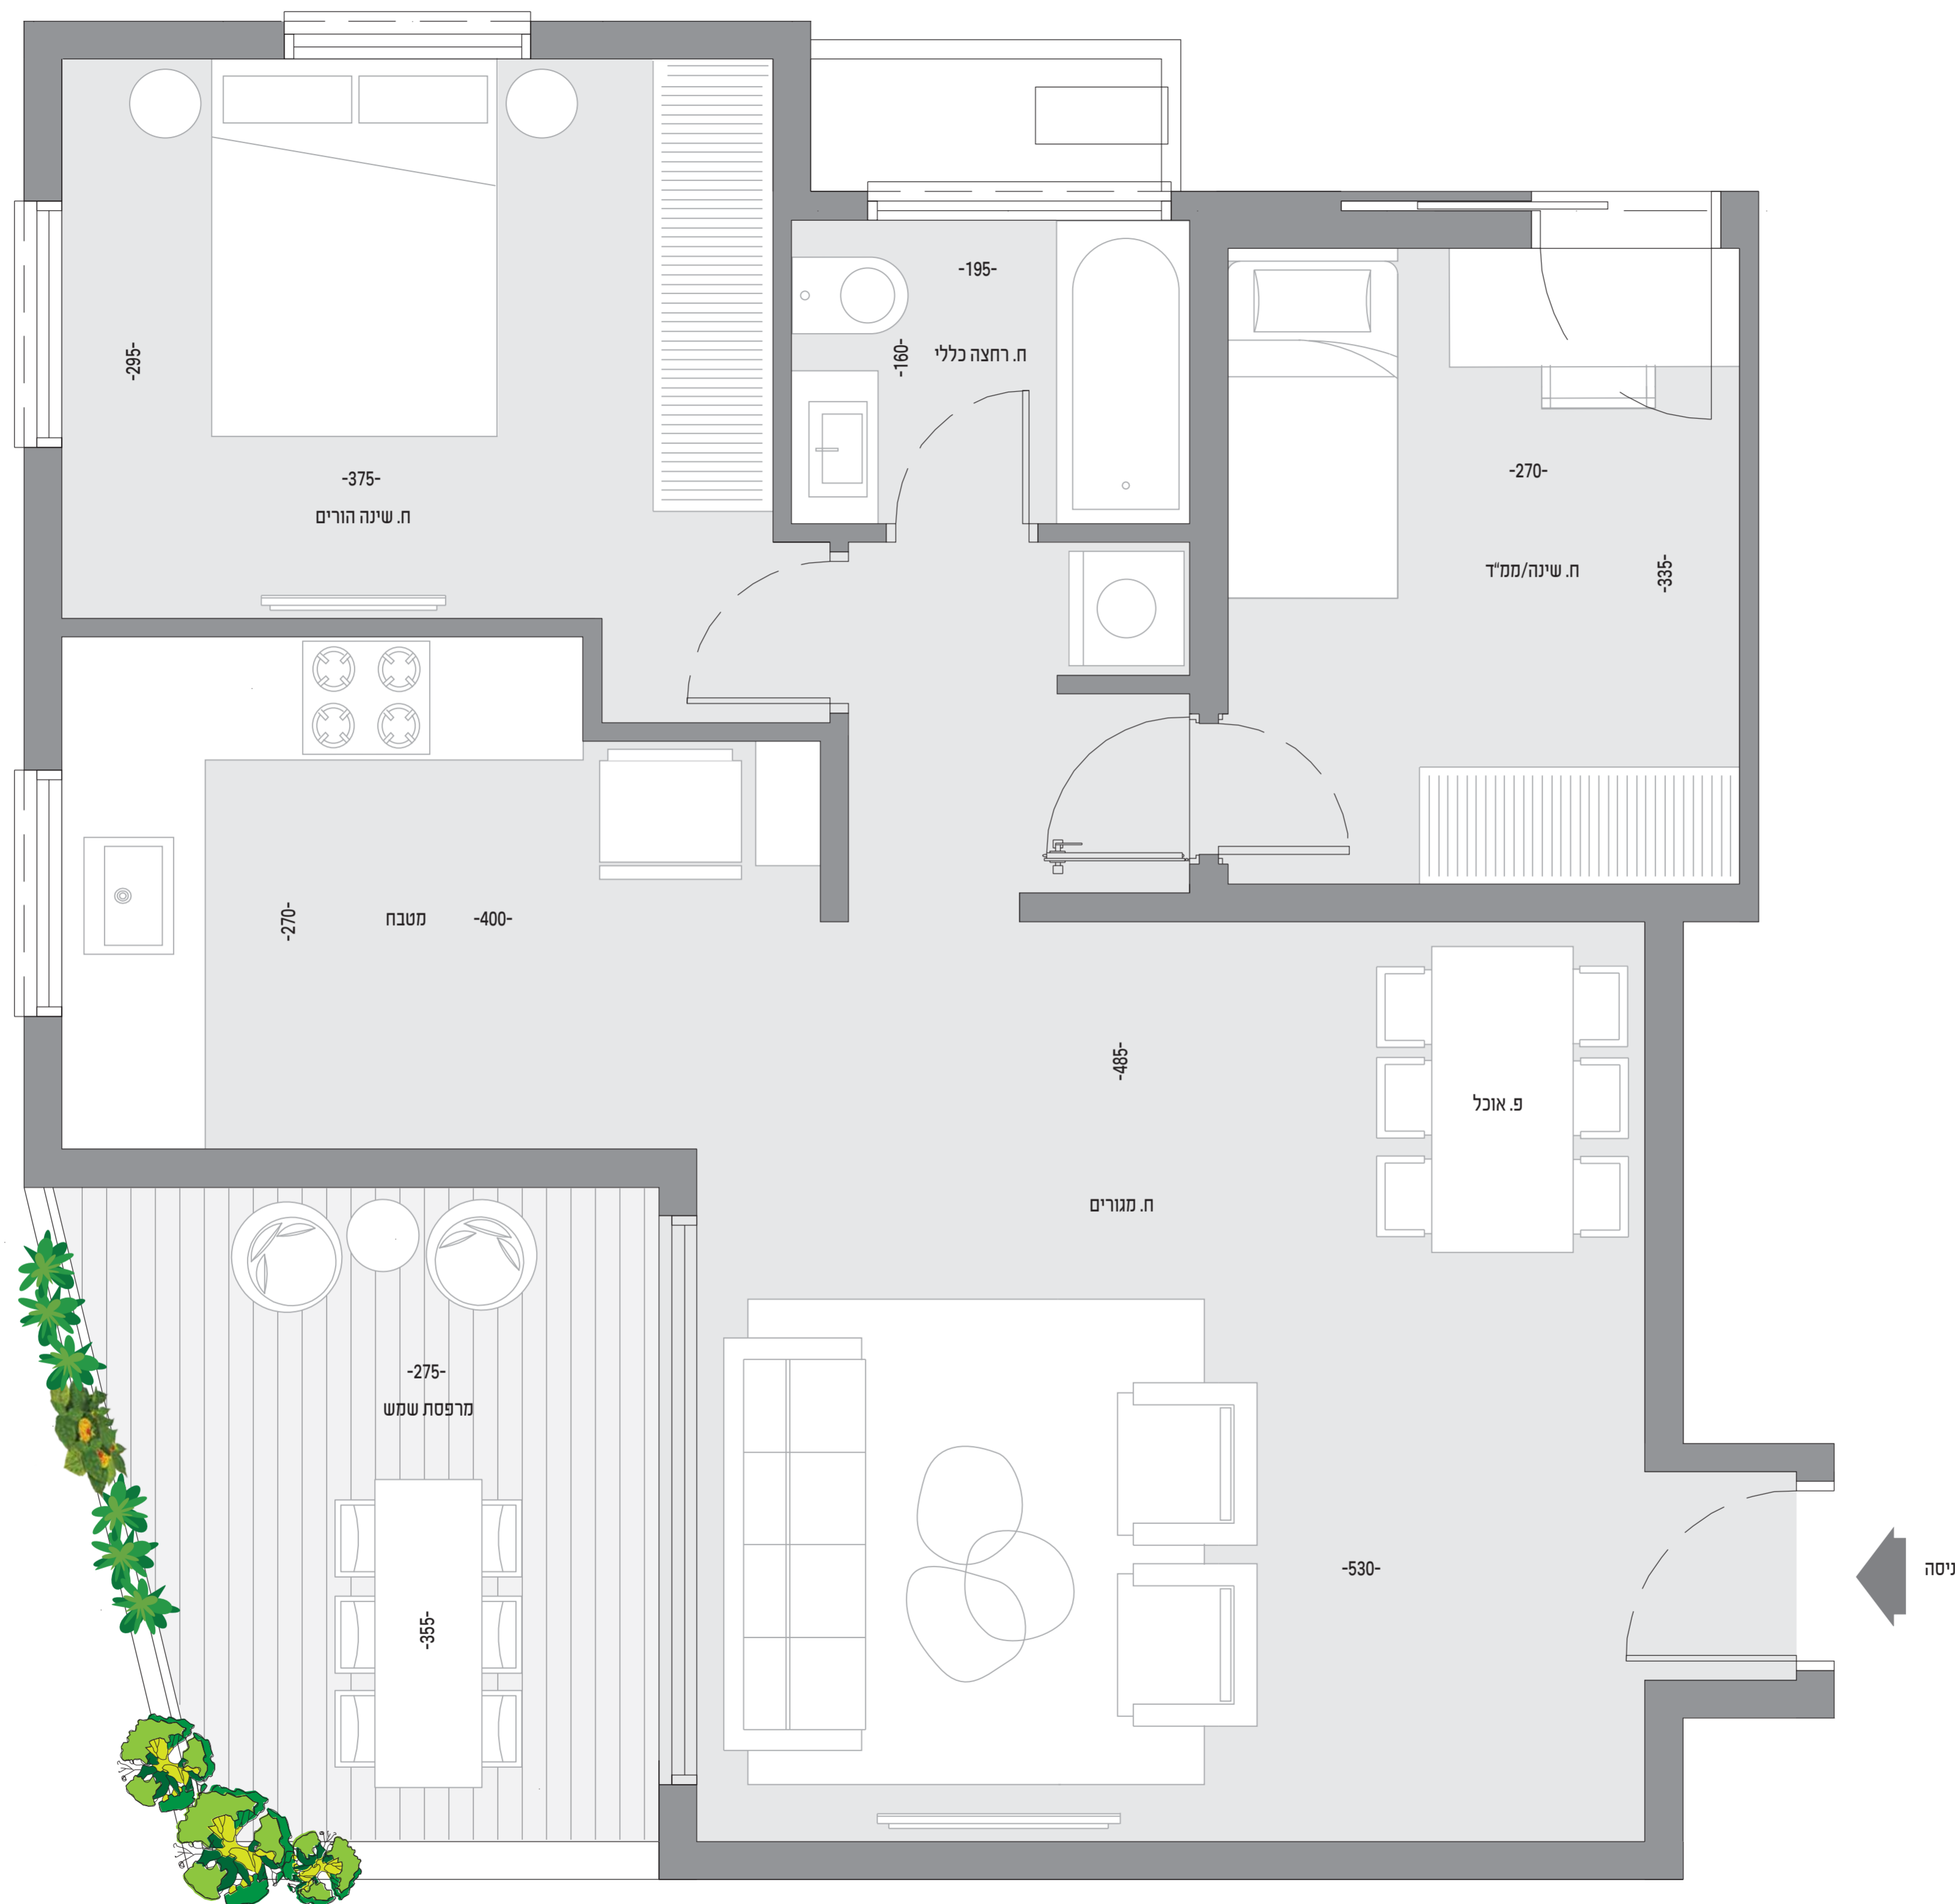 -195-
-160-
ח. רחצה כללי
-295-
-375-
ח. שינה הורים
-270-
ח. שינה/ממ"ד
-335-
-270-
מטבח
-400-
-485-
פ. אוכל
ח. מגורים
-275-
מרפסת שמש
-355-
-530-
ניסה